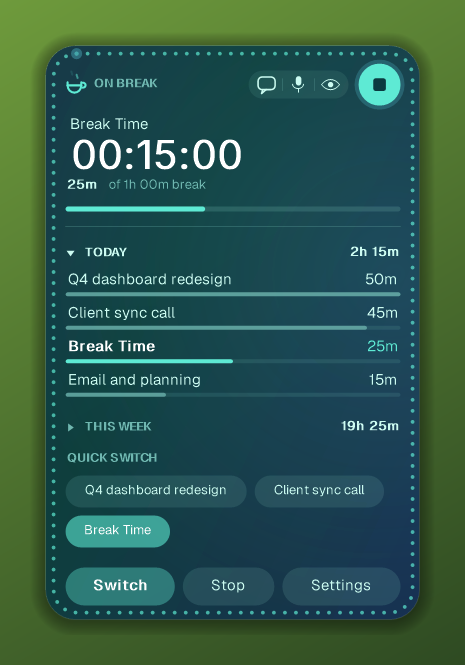 ON BREAK
Break Time
00:15:00
25m of 1h 00m break
TODAY 2h 15m
Q4 dashboard redesign 50m
Client sync call 45m
Break Time 25m
Email and planning 15m
THIS WEEK 19h 25m
QUICK SWITCH
Q4 dashboard redesign Client sync call
Break Time
Switch Stop Settings